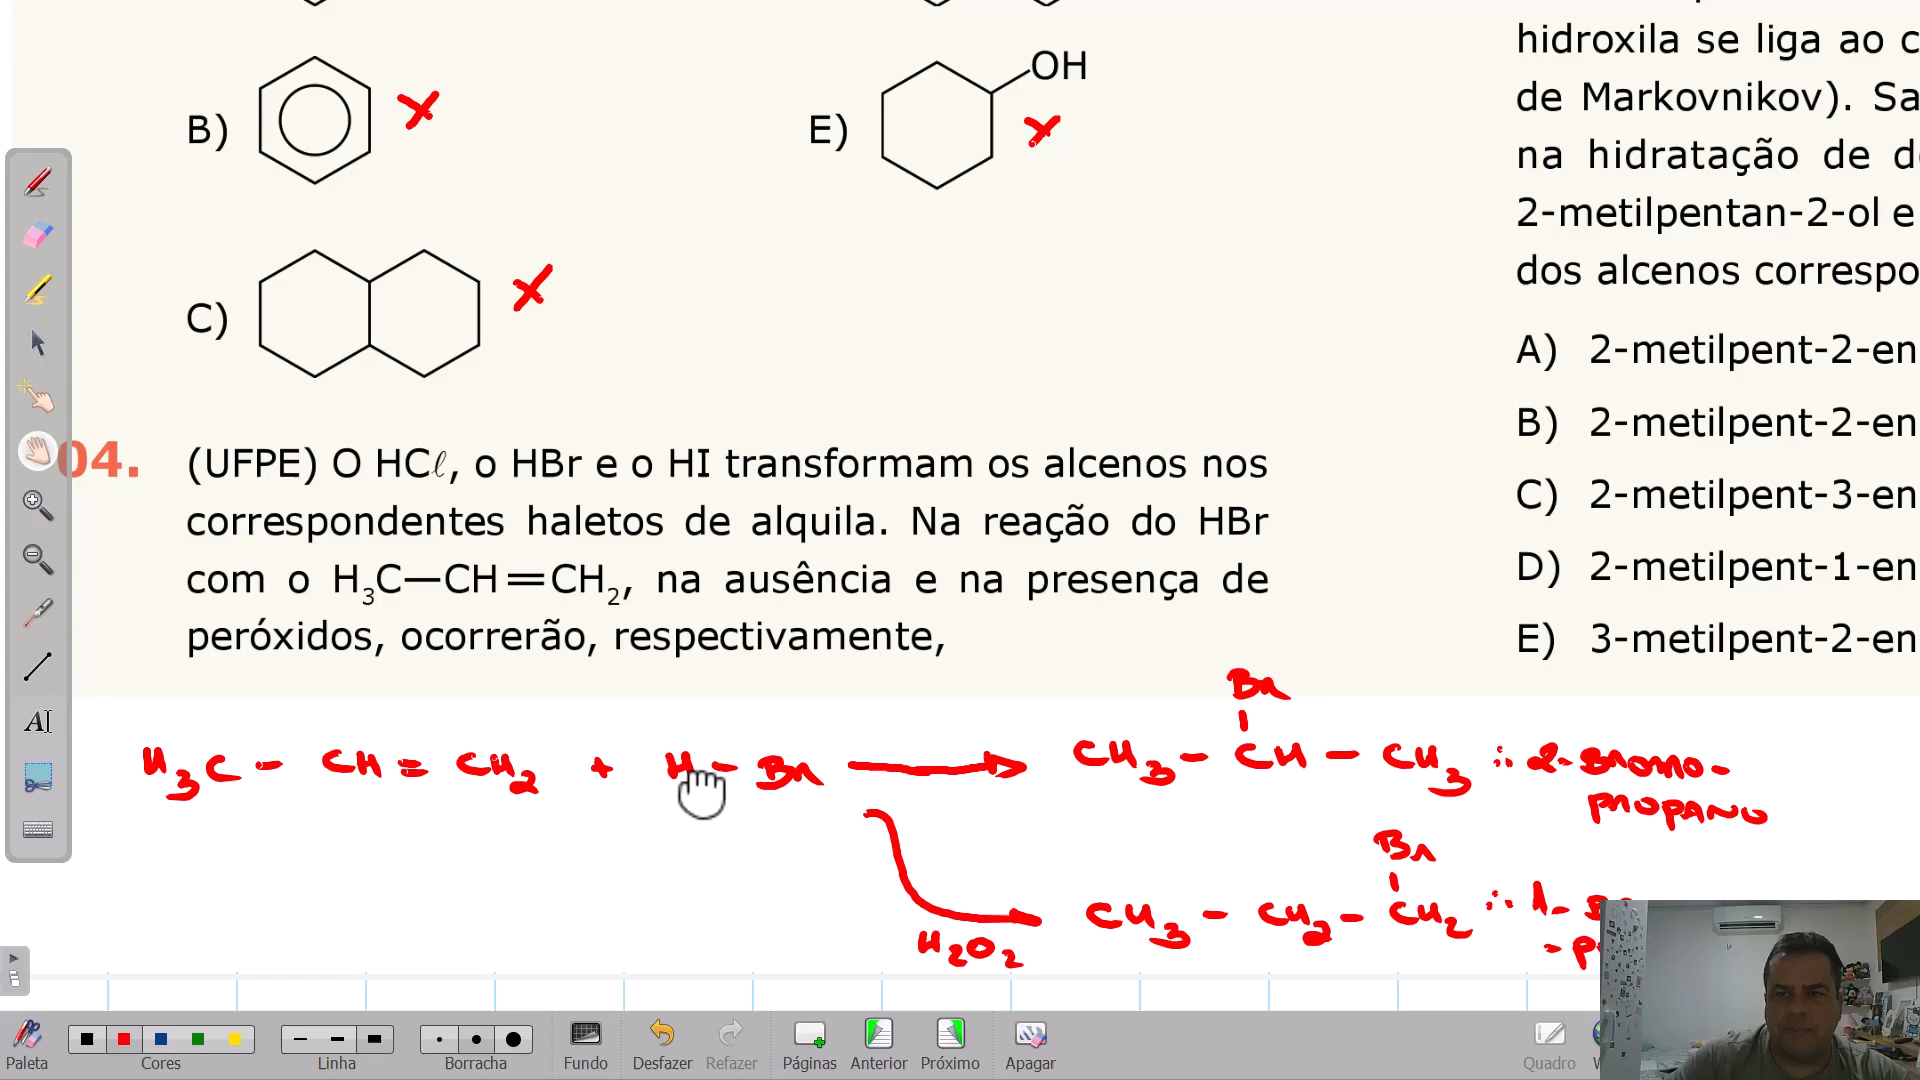 B)
E)
OH
C)
04. (UFPE) O HCℓ, o HBr e o HI transformam os alcenos nos
correspondentes haletos de alquila. Na reação do HBr
com o H3C—CH=CH2, na ausência e na presença de
peróxidos, ocorrerão, respectivamente,
H3C - CH = CH2 + H - Br
Br
CH3 - CH - CH3 ∴ 2-Bromo-
propano
H2O2
Br
CH3 - CH2 - CH2 ∴ 1-
hidroxila se liga ao
de Markovnikov). Sa
na hidratação de
2-metilpentan-2-ol e
dos alcenos correspo
A) 2-metilpent-2-en
B) 2-metilpent-2-en
C) 2-metilpent-3-en
D) 2-metilpent-1-en
E) 3-metilpent-2-en
AI
Paleta
Cores
Linha
Borracha
Fundo
Desfazer
Refazer
Páginas
Anterior
Próximo
Apagar
Quadro